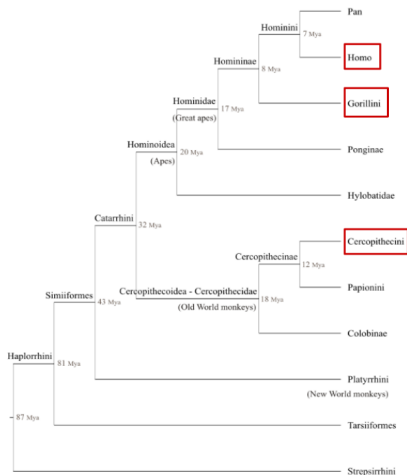 Pan
Hominini
7 Mya
Homo
Homininae
8 Mya
Gorillini
Hominidae
(Great apes)
17 Mya
Hominoidea
(Apes)
20 Mya
Ponginae
Hylobatidae
Catarrhini
32 Mya
Cercopithecini
Cercopithecinae
12 Mya
Papionini
Cercopithecoidea - Cercopithecidae
(Old World monkeys)
18 Mya
Simiiformes
43 Mya
Colobinae
Haplorrhini
81 Mya
Platyrrhini
(New World monkeys)
87 Mya
Tarsiiformes
Strepsirrhini